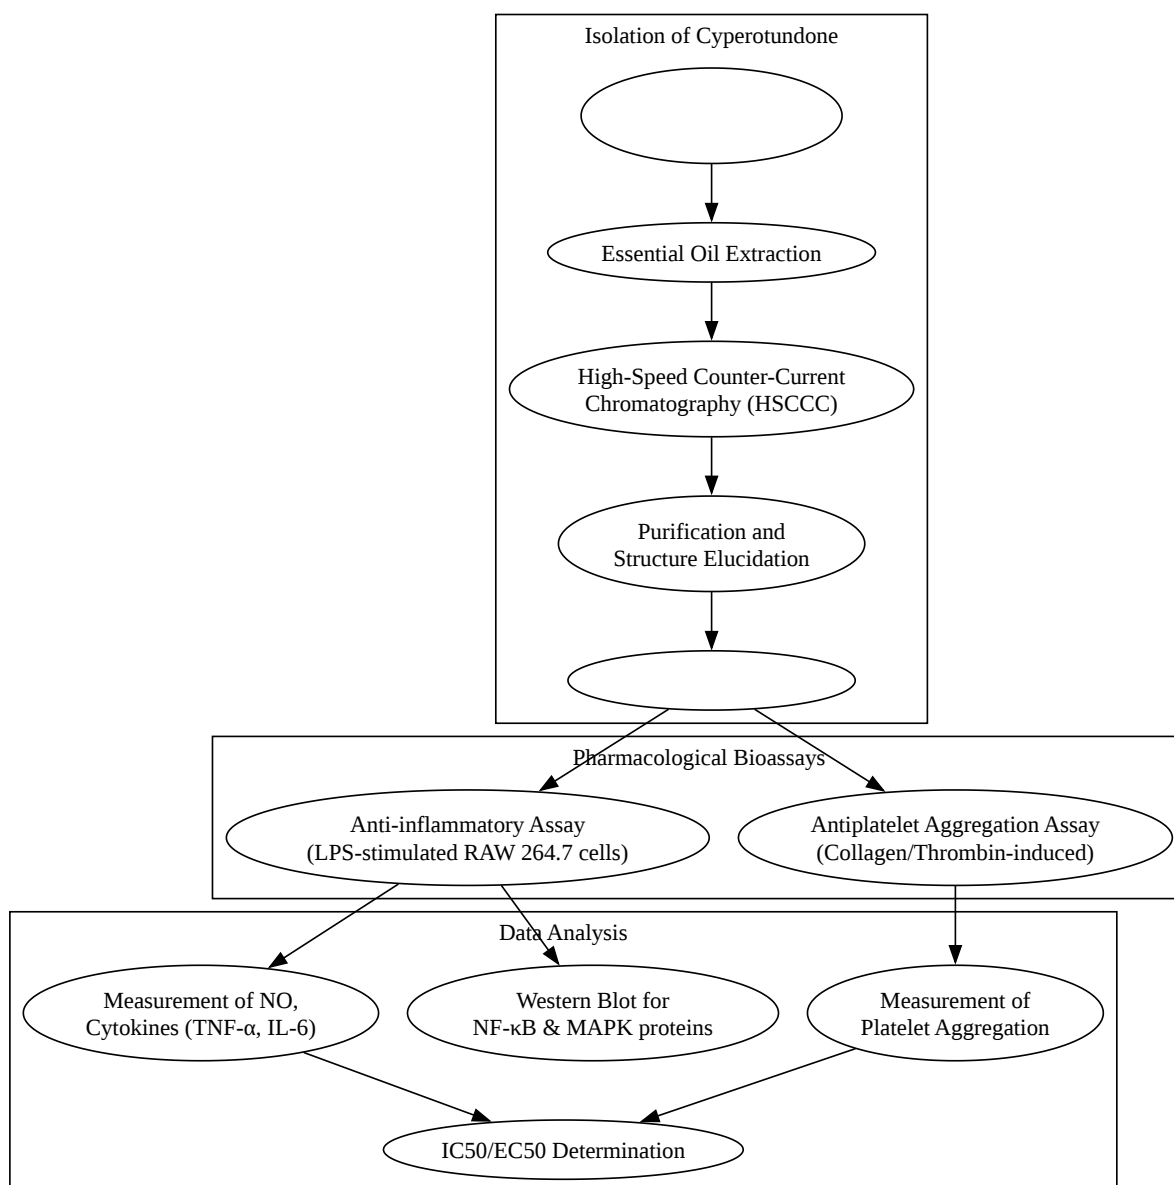 Isolation of Cyperotundone
Essential Oil Extraction
High-Speed Counter-Current
Chromatography (HSCCC)
Purification and
Structure Elucidation
Pharmacological Bioassays
Anti-inflammatory Assay
(LPS-stimulated RAW 264.7 cells)
Antiplatelet Aggregation Assay
(Collagen/Thrombin-induced)
Data Analysis
Measurement of NO,
Cytokines (TNF-α, IL-6)
Western Blot for
NF-κB & MAPK proteins
Measurement of
Platelet Aggregation
IC50/EC50 Determination